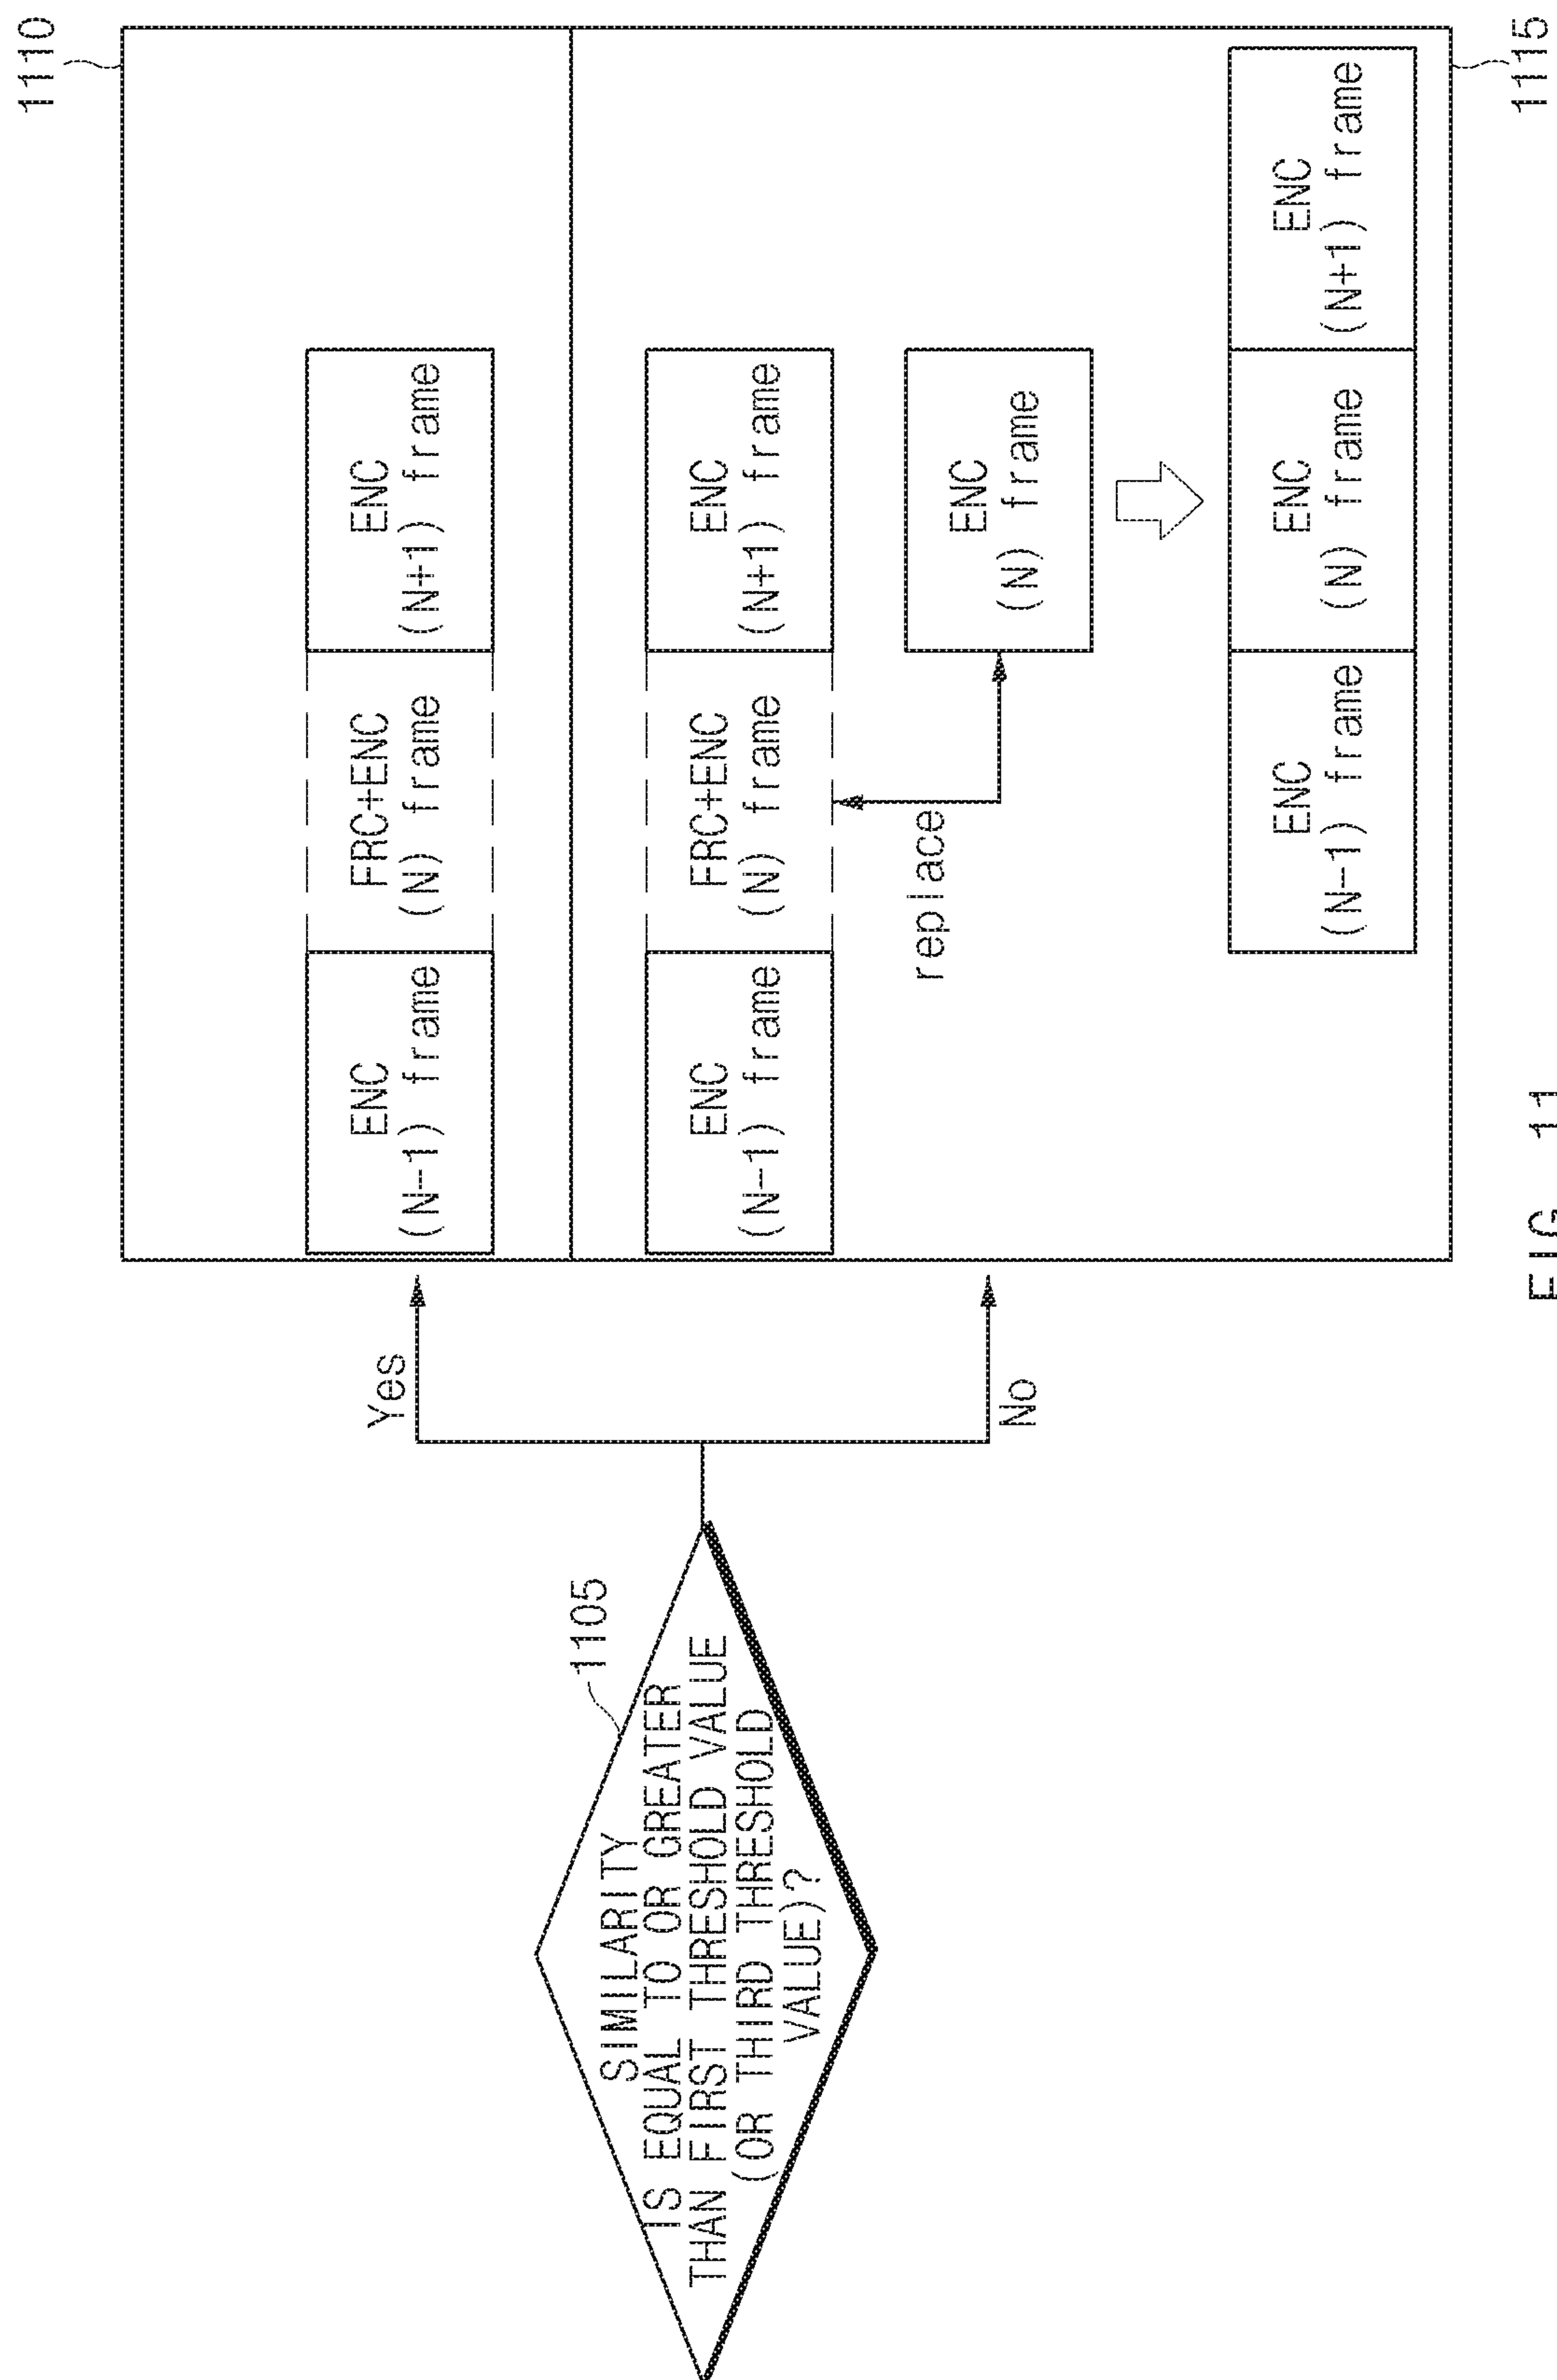 1105
SIMILARITY
IS EQUAL TO OR GREATER
THAN FIRST THRESHOLD VALUE
(OR THIRD THRESHOLD
VALUE)?
Yes
No
1110
ENC
(N-1) frame
FRC+ENC
(N) frame
ENC
(N+1) frame
ENC
(N-1) frame
FRC+ENC
(N) frame
ENC
(N+1) frame
replace
ENC
(N) frame
ENC
(N-1) frame
ENC
(N) frame
ENC
(N+1) frame
1115
FIG. 11